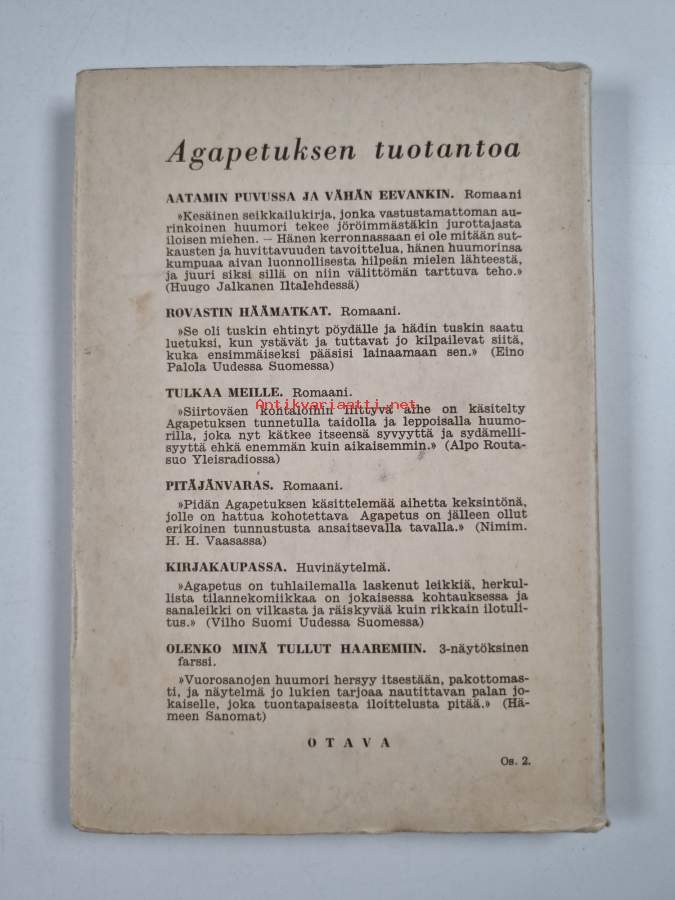 Agapetuksen tuotantoa
AATAMIN PUVUSSA JA VÄHÄN EEVANKIN. Romaani
»Kesäinen seikkailukirja, jonka vastustamattoman au-
rinkoinen huumori tekee jöröimmästäkin jurottajasta
iloisen miehen. — Hänen kerronnassaan ei ole mitään sut-
kausten ja huvittavuuden tavoittelua, hänen huumorinsa
kumpuaa aivan luonnollisesta hilpeän mielen lähteestä,
ja juuri siksi sillä on niin välittömän tarttuva teho.»
(Huugo Jalkanen Iltalehdessä)
ROVASTIN HÄÄMATKAT. Romaani.
»Se oli tuskin ehtinyt pöydälle ja hädin tuskin saatu
luetuksi, kun ystävät ja tuttavat jo kilpailevat siitä,
kuka ensimmäiseksi pääsisi lainaamaan sen.» (Eino
Palola Uudessa Suomessa)
TULKAA MEILLE. Romaani.
Antikvariaatti.net
»Siirtoväen kohtaloihin liittyvä aihe on käsitelty
Agapetuksen tunnetulla taidolla ja leppoisalla huumo-
rilla, joka nyt kätkee itseensä syvyyttä ja sydämelli-
syyttä ehkä enemmän kuin aikaisemmin.» (Alpo Routa-
suo Yleisradiossa)
PITÄJÄNVARAS. Romaani.
»Pidän Agapetuksen käsittelemää aihetta keksintönä,
jolle on hattua kohotettava Agapetus on jälleen ollut
erikoinen tunnustusta ansaitsevalla tavalla.» (Nimim.
H. H. Vaasassa)
KIRJAKAUPASSA. Huvinäytelmä.
»Agapetus on tuhlailemalla laskenut leikkiä, herkul-
lista tilannekomiikkaa on jokaisessa kohtauksessa ja
sanaleikki on vilkasta ja räiskyvää kuin rikkain ilotuli-
tus.» (Vilho Suomi Uudessa Suomessa)
OLENKO MINÄ TULLUT HAAREMIIN. 3-näytöksinen
farssi.
»Vuorosanojen huumori hersyy itsestään, pakottomas-
ti, ja näytelmä jo lukien tarjoaa nautittavan palan jo-
kaiselle, joka tuontapaisesta iloittelusta pitää.» (Hä-
meen Sanomat)
OTAVA
Os. 2.